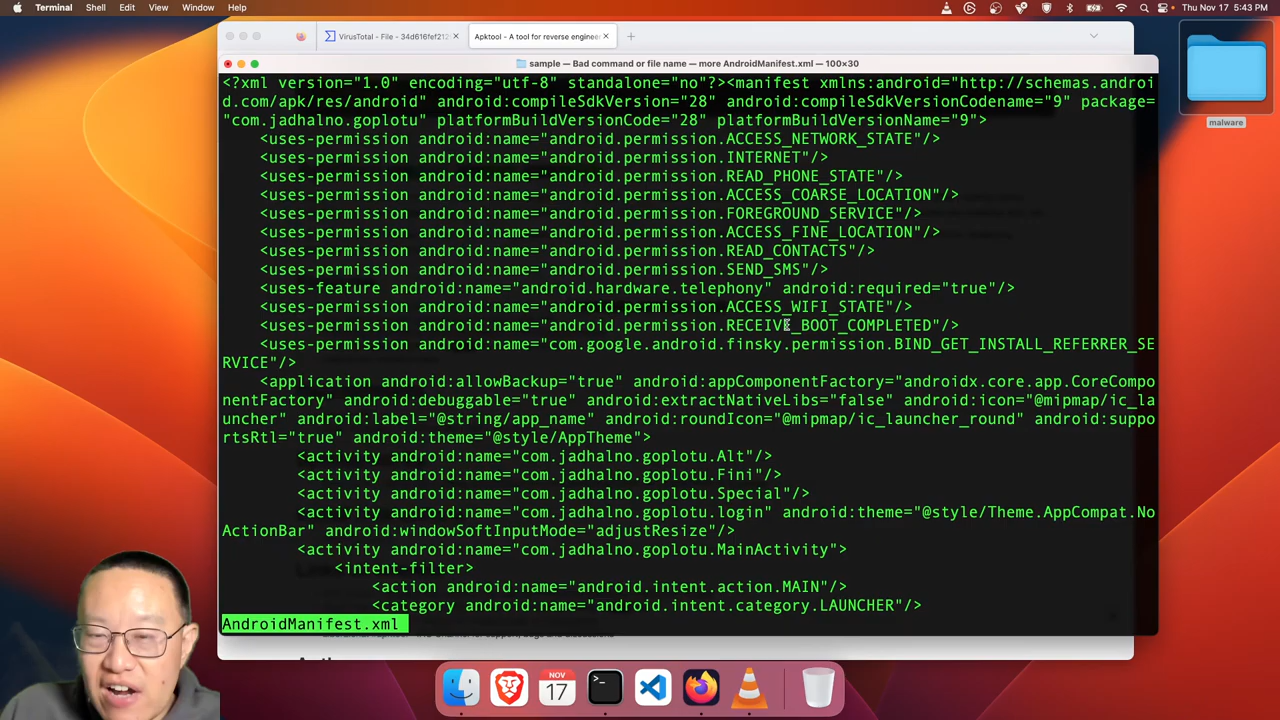 Terminal Shell Edit View Window Help
Thu Nov 17 5:43 PM
VirusTotal - File - 34d616fef212
Apktool - A tool for reverse engineer
sample — Bad command or file name — more AndroidManifest.xml — 100×30
malware
<?xml version="1.0" encoding="utf-8" standalone="no"?><manifest xmlns:android="http://schemas.androi
d.com/apk/res/android" android:compileSdkVersion="28" android:compileSdkVersionCodename="9" package=
"com.jadhalno.goplotu" platformBuildVersionCode="28" platformBuildVersionName="9">
<uses-permission android:name="android.permission.ACCESS_NETWORK_STATE"/>
<uses-permission android:name="android.permission.INTERNET"/>
<uses-permission android:name="android.permission.READ_PHONE_STATE"/>
<uses-permission android:name="android.permission.ACCESS_COARSE_LOCATION"/>
<uses-permission android:name="android.permission.FOREGROUND_SERVICE"/>
<uses-permission android:name="android.permission.ACCESS_FINE_LOCATION"/>
<uses-permission android:name="android.permission.READ_CONTACTS"/>
<uses-permission android:name="android.permission.SEND_SMS"/>
<uses-feature android:name="android.hardware.telephony" android:required="true"/>
<uses-permission android:name="android.permission.ACCESS_WIFI_STATE"/>
<uses-permission android:name="android.permission.RECEIVE_BOOT_COMPLETED"/>
<uses-permission android:name="com.google.android.finsky.permission.BIND_GET_INSTALL_REFERRER_SE
RVICE"/>
<application android:allowBackup="true" android:appComponentFactory="androidx.core.app.CoreCompo
nentFactory" android:debuggable="true" android:extractNativeLibs="false" android:icon="@mipmap/ic_la
uncher" android:label="@string/app_name" android:roundIcon="@mipmap/ic_launcher_round" android:suppo
rtsRtl="true" android:theme="@style/AppTheme">
<activity android:name="com.jadhalno.goplotu.Alt"/>
<activity android:name="com.jadhalno.goplotu.Fini"/>
<activity android:name="com.jadhalno.goplotu.Special"/>
<activity android:name="com.jadhalno.goplotu.login" android:theme="@style/Theme.AppCompat.No
ActionBar" android:windowSoftInputMode="adjustResize"/>
<activity android:name="com.jadhalno.goplotu.MainActivity">
<intent-filter>
<action android:name="android.intent.action.MAIN"/>
<category android:name="android.intent.category.LAUNCHER"/>
AndroidManifest.xml
NOV
17